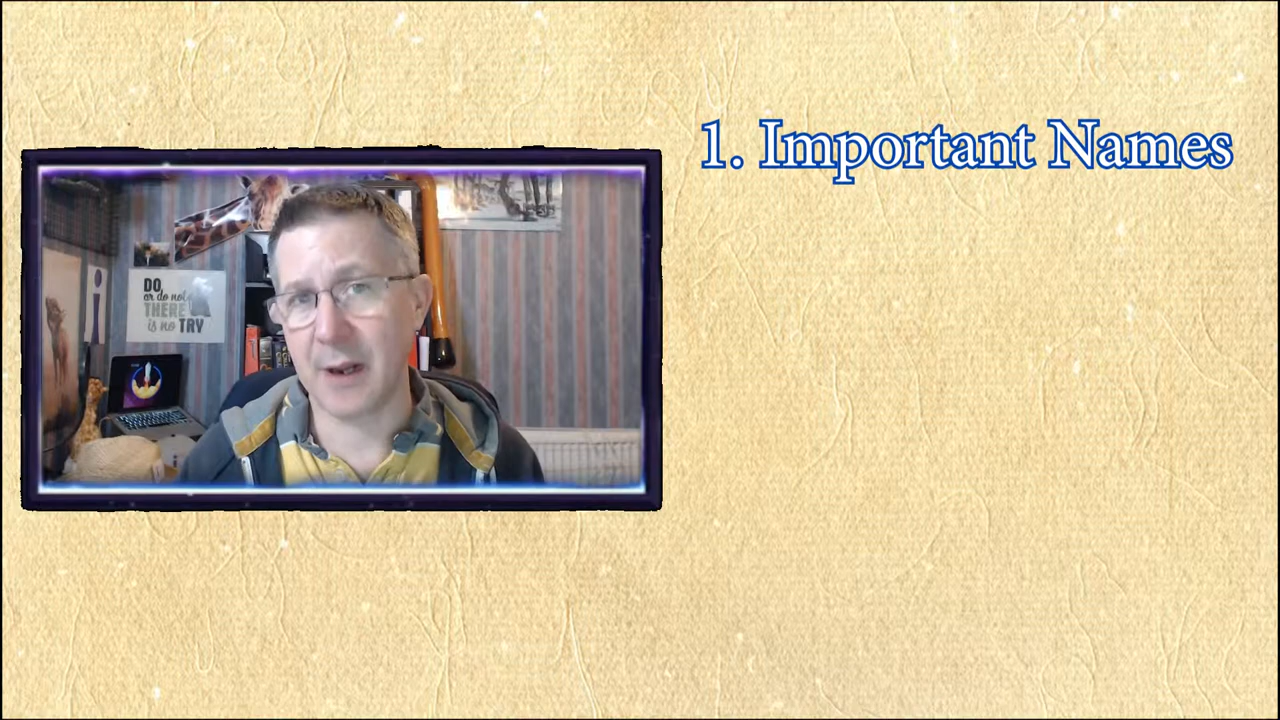 1. Important Names
DO,
or do not
THERE
is no TRY